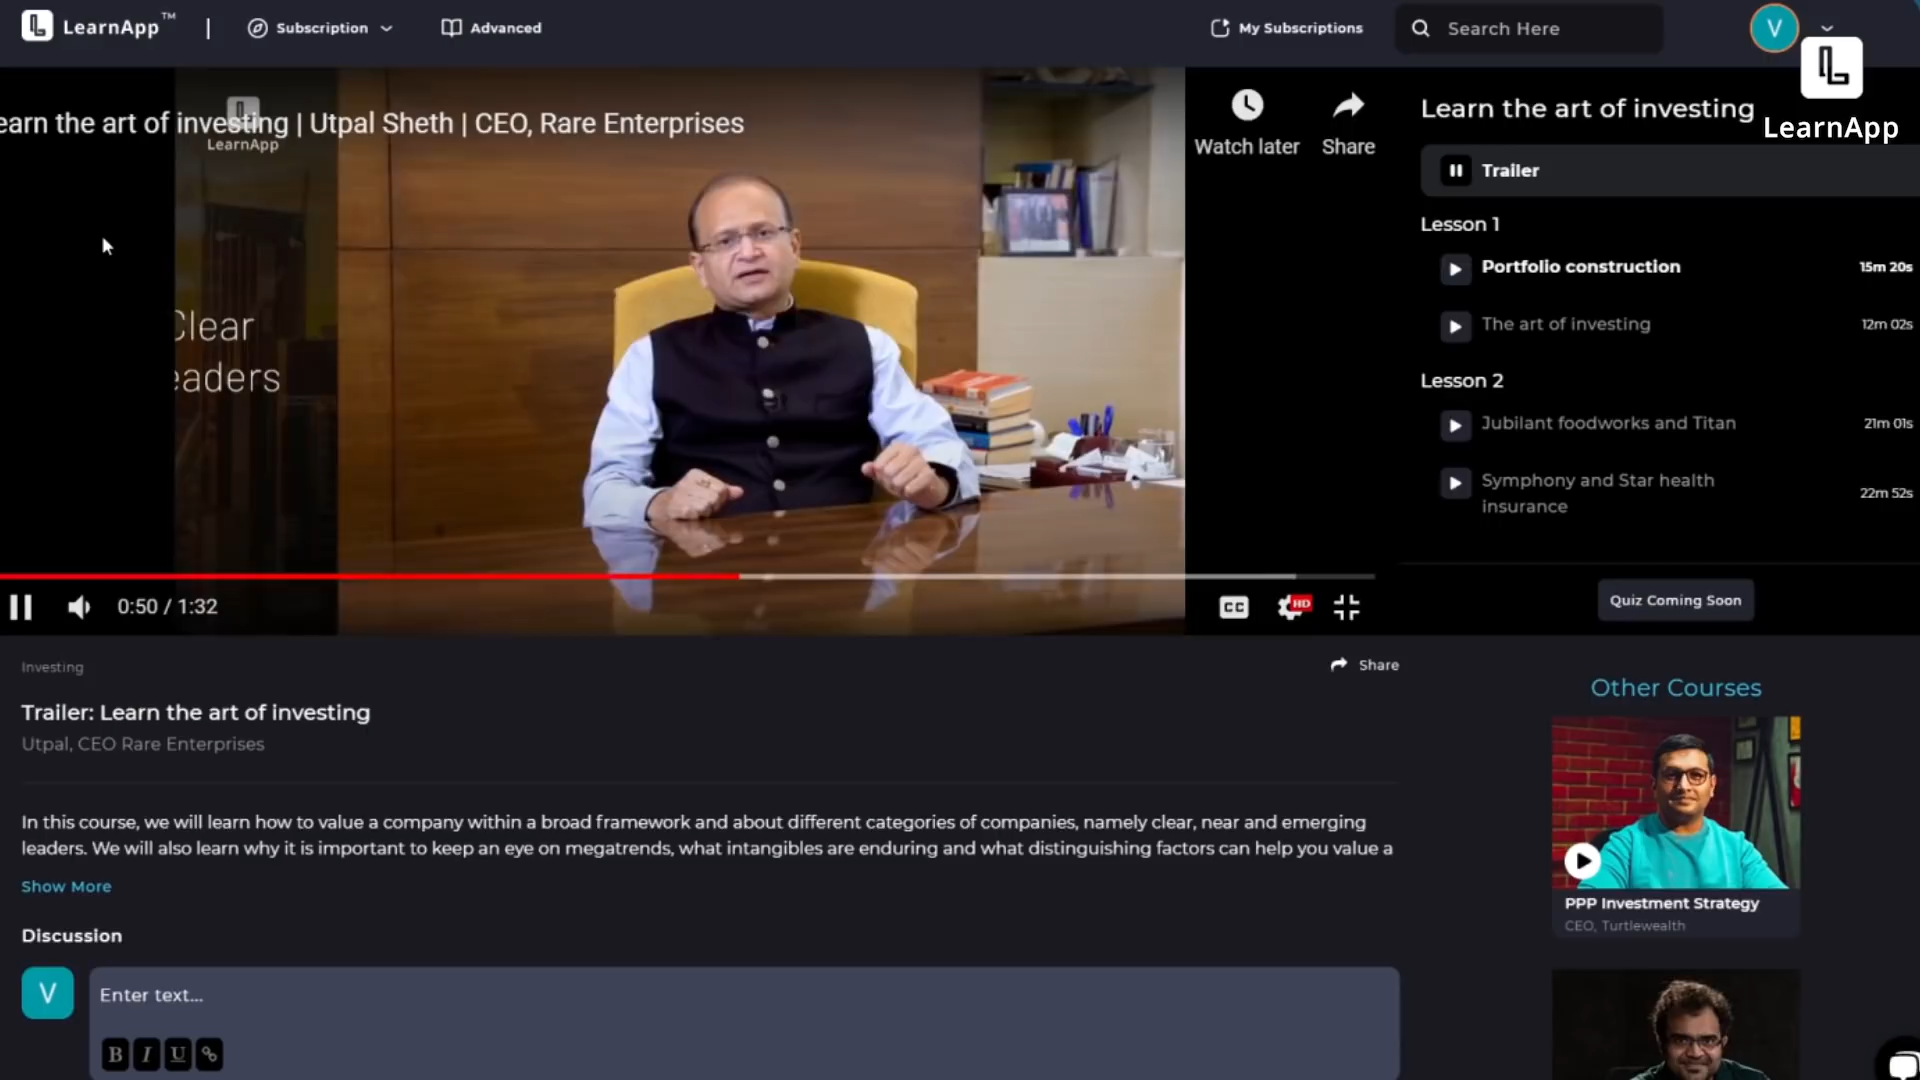 LearnApp™
Subscription
Advanced
My Subscriptions
Search Here
V
LearnApp
earn the art of investing | Utpal Sheth | CEO, Rare Enterprises
LearnApp
Watch later
Share
Clear
eaders
0:50 / 1:32
CC
HD
Learn the art of investing
Trailer
Lesson 1
Portfolio construction 15m 20s
The art of investing 12m 02s
Lesson 2
Jubilant foodworks and Titan 21m 01s
Symphony and Star health
insurance 22m 52s
Quiz Coming Soon
Investing
Share
Trailer: Learn the art of investing
Utpal, CEO Rare Enterprises
In this course, we will learn how to value a company within a broad framework and about different categories of companies, namely clear, near and emerging
leaders. We will also learn why it is important to keep an eye on megatrends, what intangibles are enduring and what distinguishing factors can help you value a
Show More
Discussion
V
Enter text...
B I U
Other Courses
PPP Investment Strategy
CEO, Turtlewealth